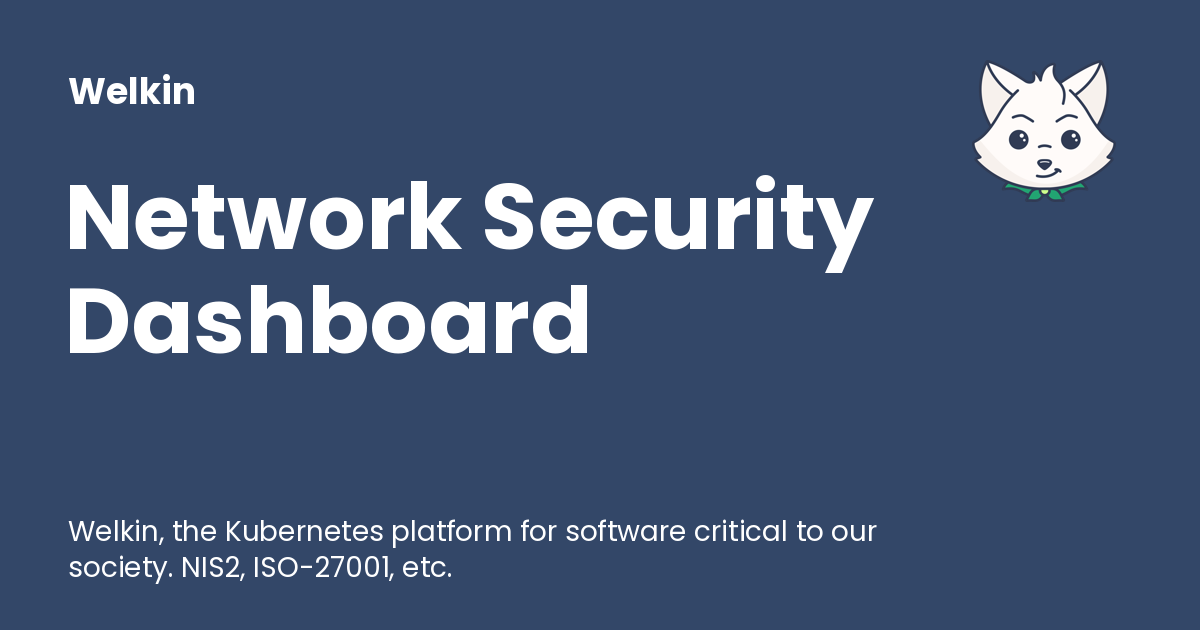 Welkin
Network Security
Dashboard
Welkin, the Kubernetes platform for software critical to our
society. NIS2, ISO-27001, etc.